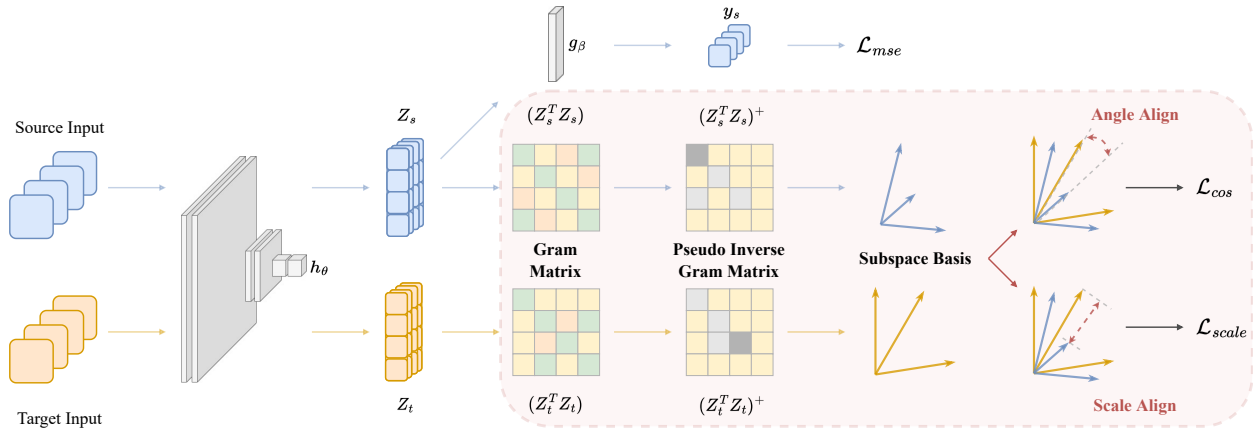 y_s
g_β
ℒ_mse
Source Input
Z_s
(Z_s^T Z_s)
(Z_s^T Z_s)^+
Angle Align
ℒ_cos
h_θ
Gram
Matrix
Pseudo Inverse
Gram Matrix
Subspace Basis
ℒ_scale
Target Input
Z_t
(Z_t^T Z_t)
(Z_t^T Z_t)^+
Scale Align